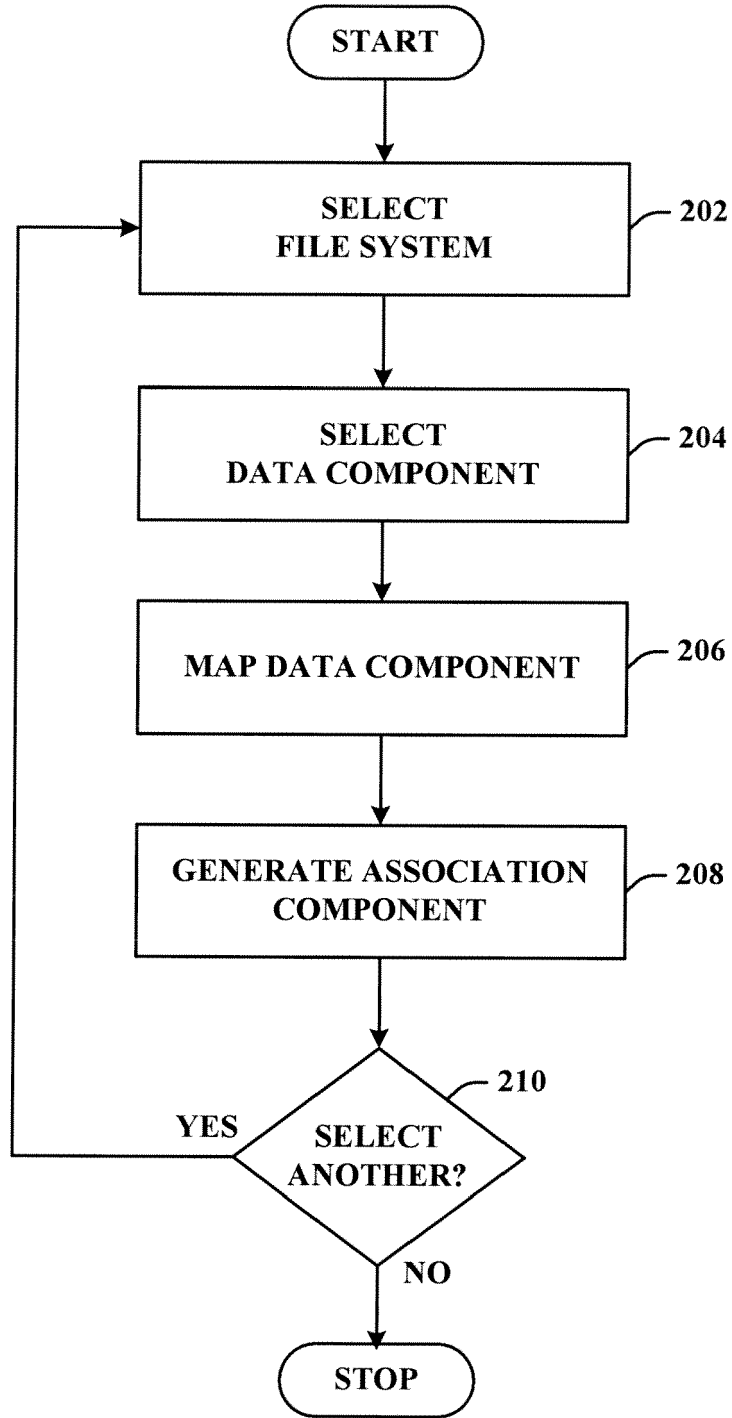 START
SELECT
FILE SYSTEM
202
SELECT
DATA COMPONENT
204
MAP DATA COMPONENT
206
GENERATE ASSOCIATION
COMPONENT
208
210
YES
SELECT
ANOTHER?
NO
STOP